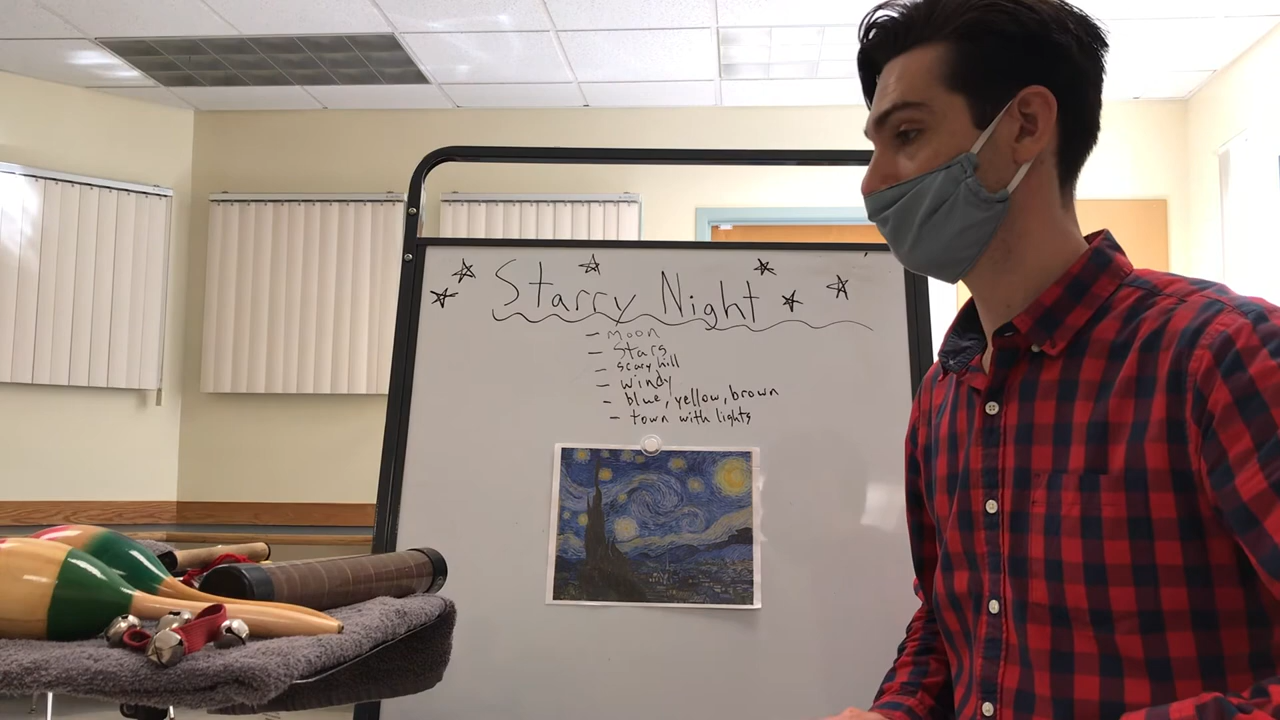 Starry Night
- Moon
- Stars
- scary hill
- windy
- blue, yellow, brown
- town with lights